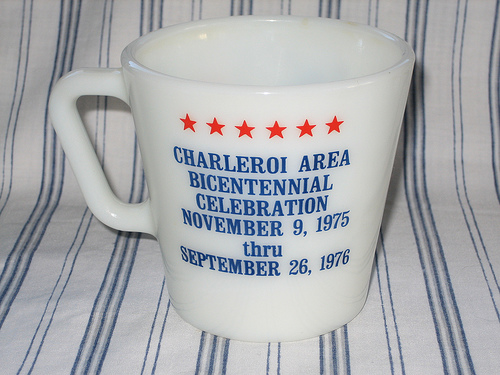 CHARLEROI AREA
BICENTENNIAL
CELEBRATION
NOVEMBER 9, 1975
thru
SEPTEMBER 26, 1976